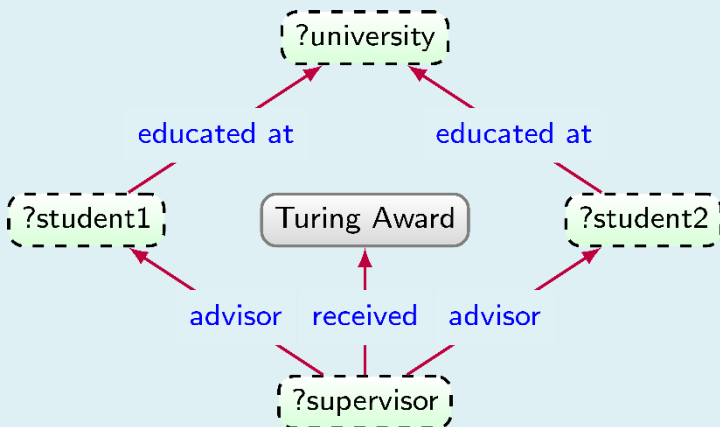 ?university
educated at
educated at
?student1
Turing Award
?student2
advisor
received
advisor
?supervisor